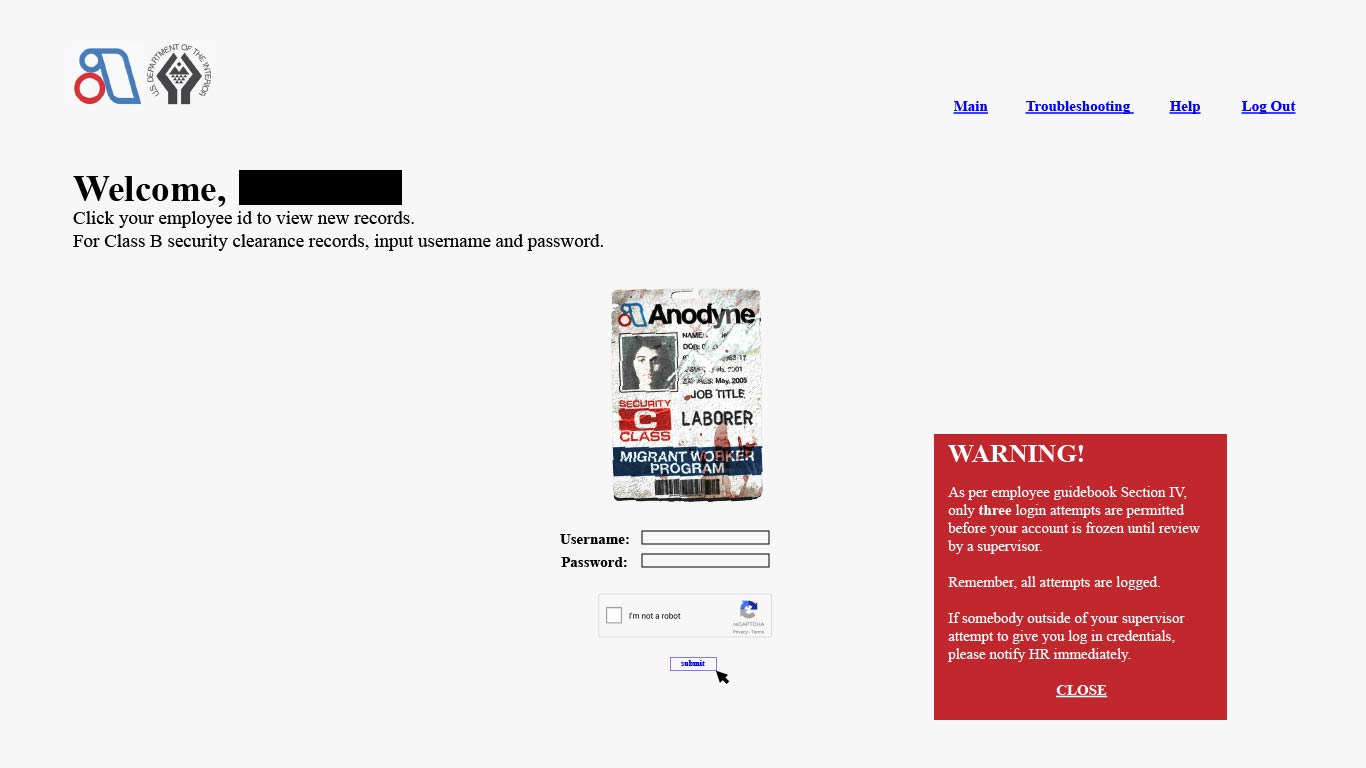 U.S. DEPARTMENT OF THE INTERIOR
Main Troubleshooting Help Log Out
Welcome,
Click your employee id to view new records.
For Class B security clearance records, input username and password.
Anodyne
NAME:
DOB:
Feb. 2001
May. 2005
JOB TITLE
SECURITY
C
CLASS
LABORER
MIGRANT WORKER
PROGRAM
Username:
Password:
I'm not a robot
reCAPTCHA
Privacy - Terms
submit
WARNING!
As per employee guidebook Section IV,
only three login attempts are permitted
before your account is frozen until review
by a supervisor.
Remember, all attempts are logged.
If somebody outside of your supervisor
attempt to give you log in credentials,
please notify HR immediately.
CLOSE